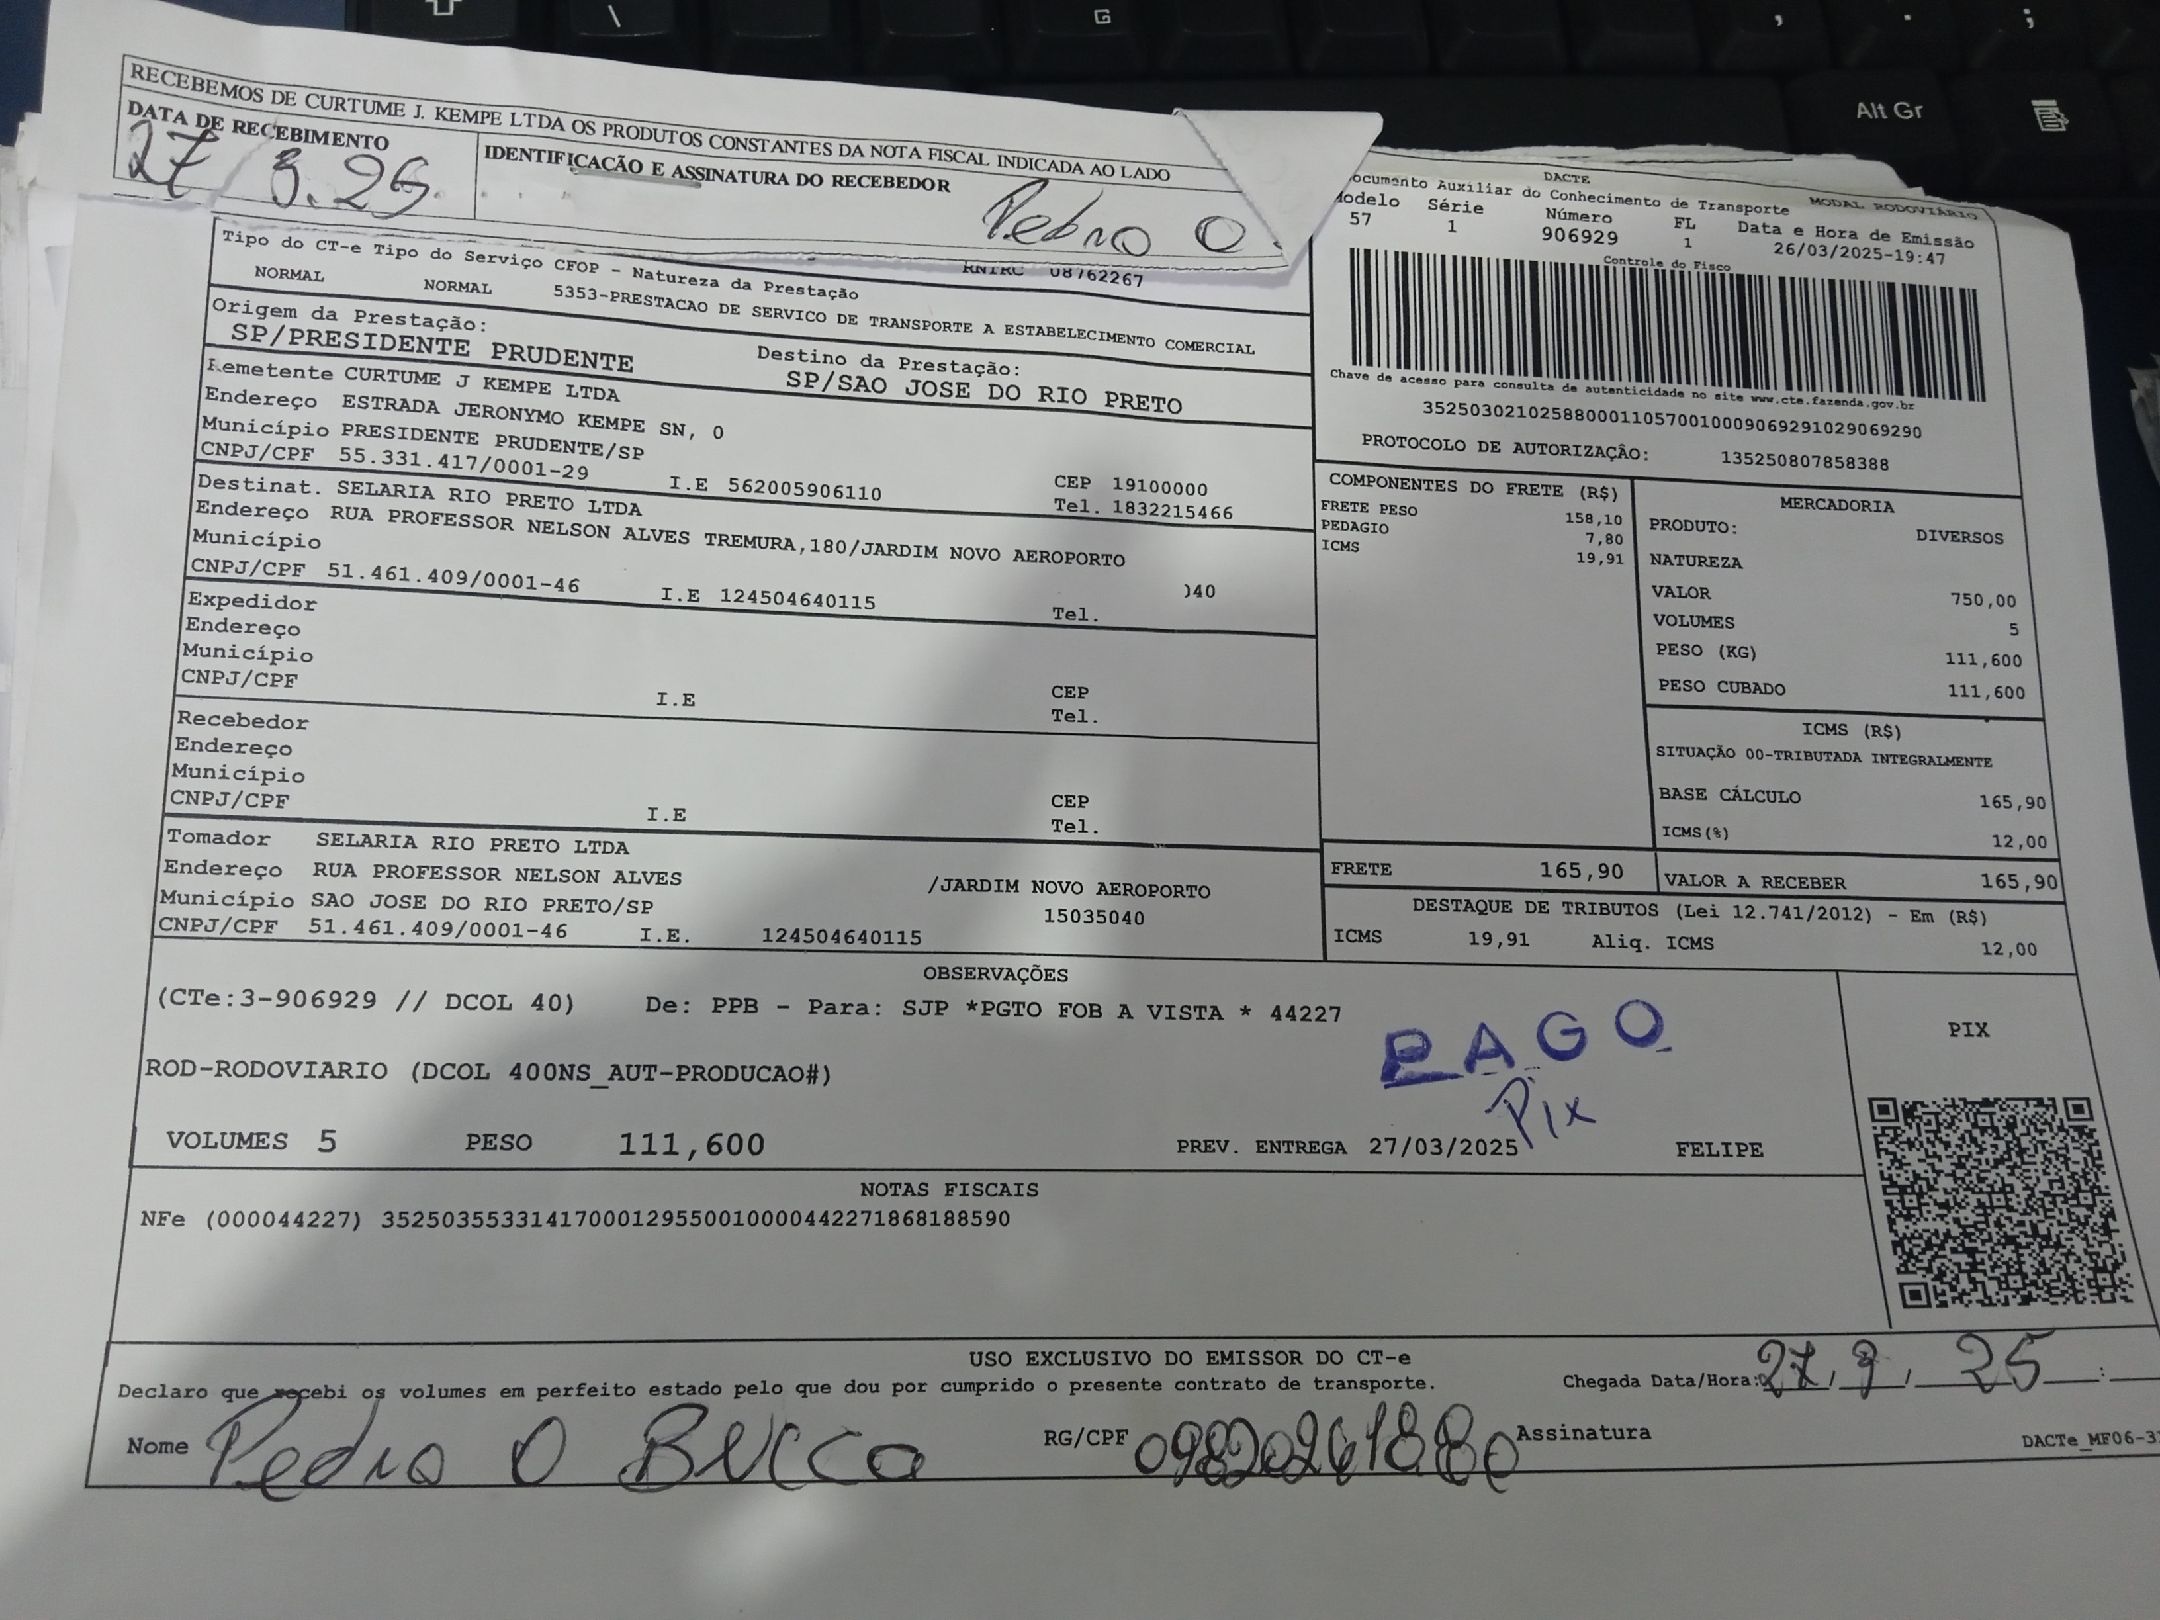 RECEBEMOS DE CURTUME J. KEMPE LTDA OS PRODUTOS CONSTANTES DA NOTA FISCAL INDICADA AO LADO
DATA DE RECEBIMENTO
27 3.25
IDENTIFICAÇÃO E ASSINATURA DO RECEBEDOR
Pedro O
RNTRC 08762267
DACTE
ocumento Auxiliar do Conhecimento de Transporte MODAL RODOVIÁRIO
Modelo Série Número FL Data e Hora de Emissão
57 1 906929 1 26/03/2025-19:47
Controle do Fisco
Chave de acesso para consulta de autenticidade no site www.cte.fazenda.gov.br
35250302102588000110570010009069291029069290
PROTOCOLO DE AUTORIZAÇÃO: 135250807858388
Tipo do CT-e Tipo do Serviço CFOP - Natureza da Prestação
NORMAL NORMAL 5353-PRESTACAO DE SERVICO DE TRANSPORTE A ESTABELECIMENTO COMERCIAL
Origem da Prestação:
SP/PRESIDENTE PRUDENTE
Destino da Prestação:
SP/SAO JOSE DO RIO PRETO
Remetente CURTUME J KEMPE LTDA
Endereço ESTRADA JERONYMO KEMPE SN, 0
Município PRESIDENTE PRUDENTE/SP CEP 19100000
CNPJ/CPF 55.331.417/0001-29 I.E 562005906110 Tel. 1832215466
Destinat. SELARIA RIO PRETO LTDA
Endereço RUA PROFESSOR NELSON ALVES TREMURA,180/JARDIM NOVO AEROPORTO
Município )40
CNPJ/CPF 51.461.409/0001-46 I.E 124504640115 Tel.
Expedidor
Endereço
Município CEP
CNPJ/CPF I.E Tel.
Recebedor
Endereço
Município CEP
CNPJ/CPF I.E Tel.
Tomador SELARIA RIO PRETO LTDA
Endereço RUA PROFESSOR NELSON ALVES /JARDIM NOVO AEROPORTO
Município SAO JOSE DO RIO PRETO/SP 15035040
CNPJ/CPF 51.461.409/0001-46 I.E. 124504640115
COMPONENTES DO FRETE (R$)
FRETE PESO 158,10
PEDAGIO 7,80
ICMS 19,91
MERCADORIA
PRODUTO: DIVERSOS
NATUREZA
VALOR 750,00
VOLUMES 5
PESO (KG) 111,600
PESO CUBADO 111,600
ICMS (R$)
SITUAÇÃO 00-TRIBUTADA INTEGRALMENTE
BASE CÁLCULO 165,90
ICMS(%) 12,00
FRETE 165,90 VALOR A RECEBER 165,90
DESTAQUE DE TRIBUTOS (Lei 12.741/2012) - Em (R$)
ICMS 19,91 Aliq. ICMS 12,00
OBSERVAÇÕES
(CTe:3-906929 // DCOL 40) De: PPB - Para: SJP *PGTO FOB A VISTA * 44227
ROD-RODOVIARIO (DCOL 400NS_AUT-PRODUCAO#)
PAGO
Pix
PIX
VOLUMES 5 PESO 111,600 PREV. ENTREGA 27/03/2025 FELIPE
NOTAS FISCAIS
NFe (000044227) 35250355331417000129550010000442271868188590
USO EXCLUSIVO DO EMISSOR DO CT-e
Declaro que recebi os volumes em perfeito estado pelo que dou por cumprido o presente contrato de transporte.
Chegada Data/Hora: 27/3/25 :
Nome Pedro O Bucco RG/CPF Assinatura
DACTe_MF06-3
\ G , . ;
Alt Gr